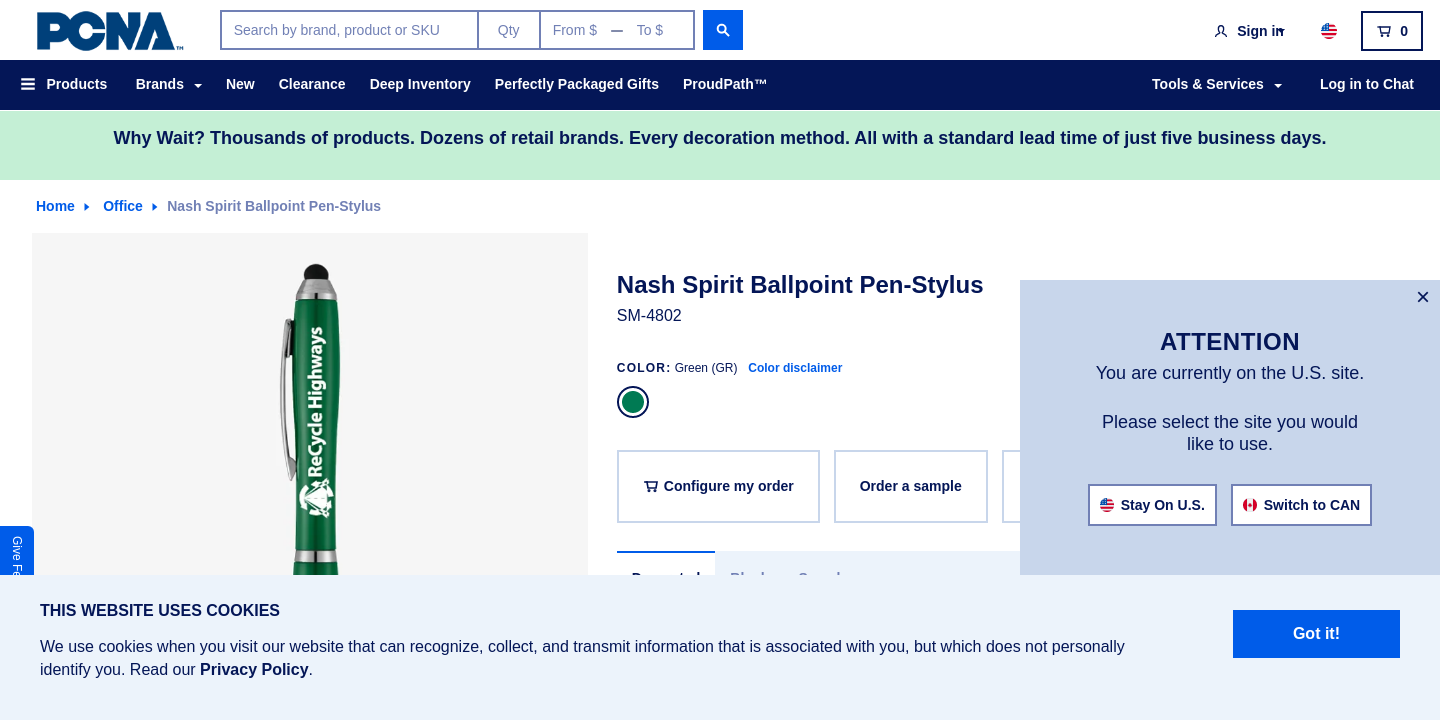 PCNA™
Search by brand, product or SKU
Qty
From $ — To $
Sign in
0
Products
Brands
New
Clearance
Deep Inventory
Perfectly Packaged Gifts
ProudPath™
Tools & Services
Log in to Chat
Why Wait? Thousands of products. Dozens of retail brands. Every decoration method. All with a standard lead time of just five business days.
Home
Office
Nash Spirit Ballpoint Pen-Stylus
ReCycle Highways
Nash Spirit Ballpoint Pen-Stylus
SM-4802
COLOR: Green (GR) Color disclaimer
Configure my order
Order a sample
×
ATTENTION
You are currently on the U.S. site.
Please select the site you would
like to use.
Stay On U.S.
Switch to CAN
Give Fe
THIS WEBSITE USES COOKIES
We use cookies when you visit our website that can recognize, collect, and transmit information that is associated with you, but which does not personally
identify you. Read our Privacy Policy.
Got it!